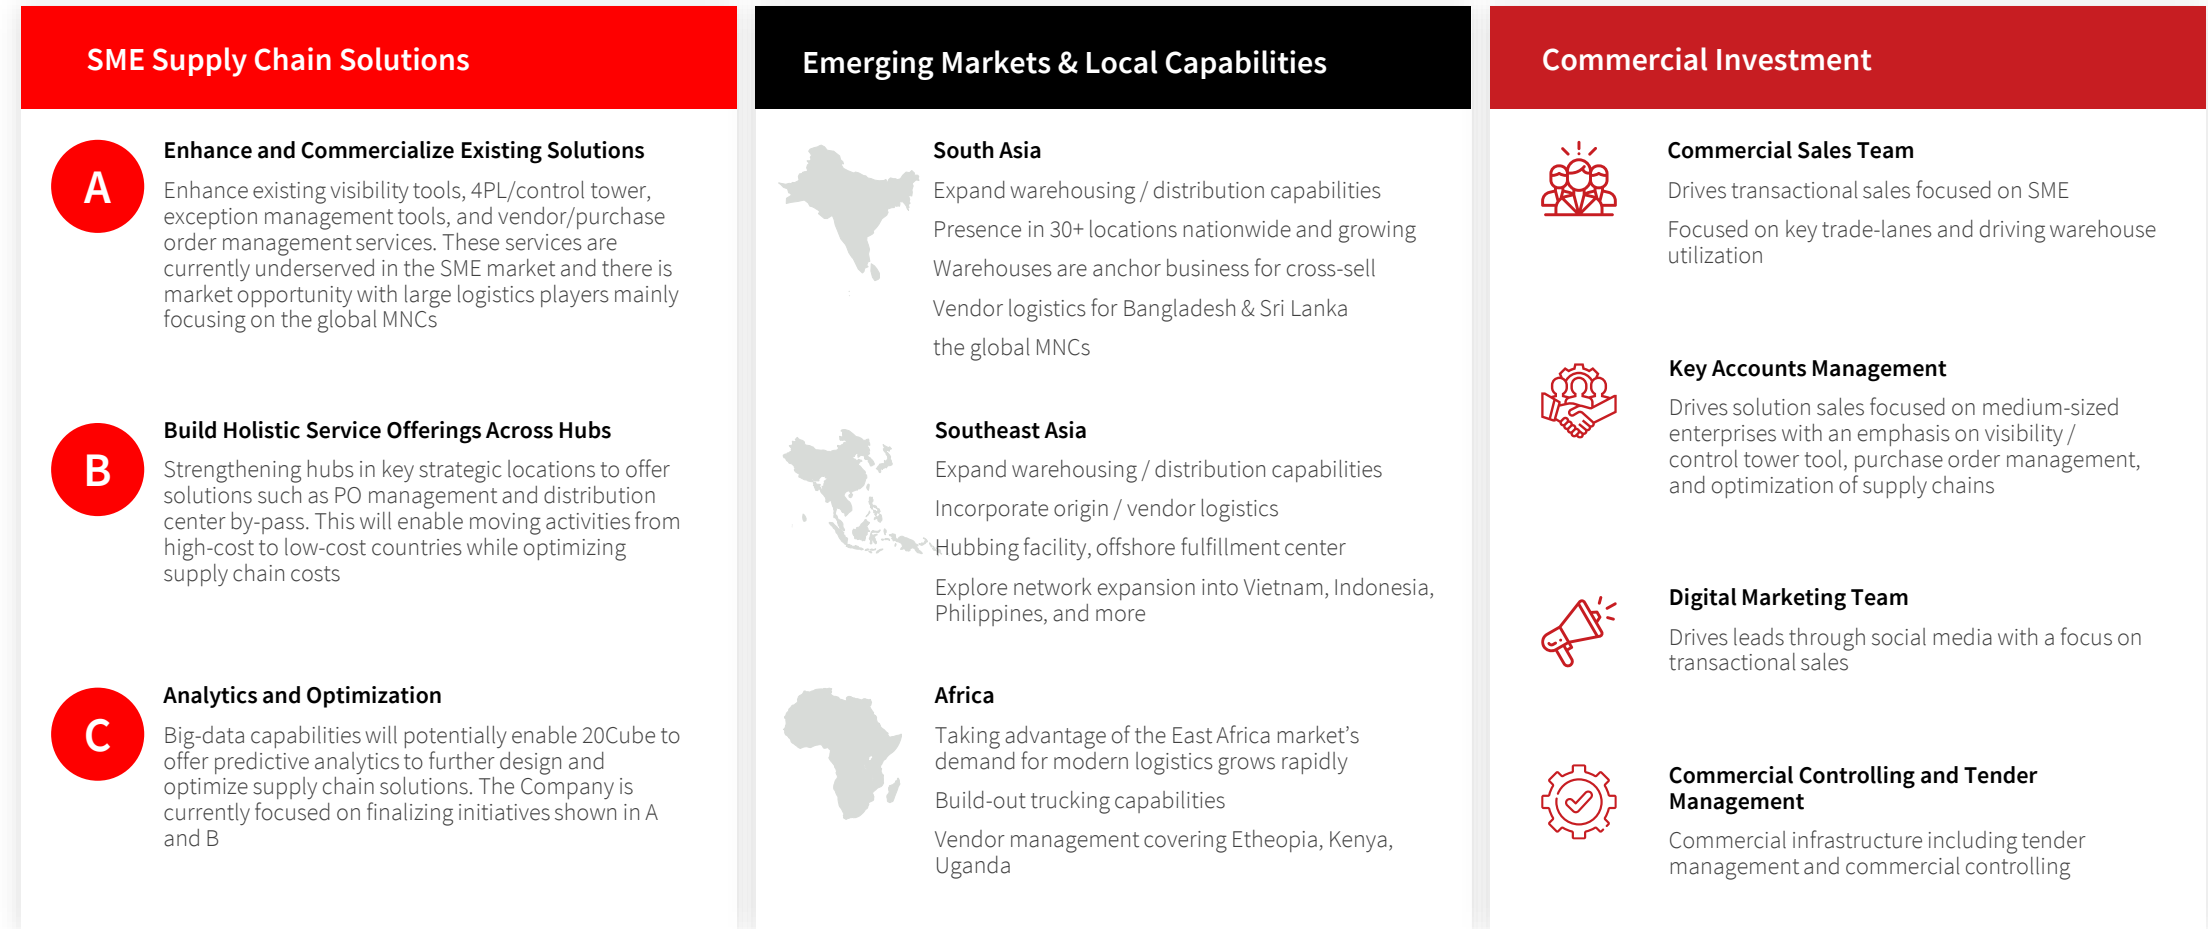 SME Supply Chain Solutions
A
Enhance and Commercialize Existing Solutions
Enhance existing visibility tools, 4PL/control tower,
exception management tools, and vendor/purchase
order management services. These services are
currently underserved in the SME market and there is
market opportunity with large logistics players mainly
focusing on the global MNCs
B
Build Holistic Service Offerings Across Hubs
Strengthening hubs in key strategic locations to offer
solutions such as PO management and distribution
center by-pass. This will enable moving activities from
high-cost to low-cost countries while optimizing
supply chain costs
C
Analytics and Optimization
Big-data capabilities will potentially enable 20Cube to
offer predictive analytics to further design and
optimize supply chain solutions. The Company is
currently focused on finalizing initiatives shown in A
and B
Emerging Markets & Local Capabilities
South Asia
Expand warehousing / distribution capabilities
Presence in 30+ locations nationwide and growing
Warehouses are anchor business for cross-sell
Vendor logistics for Bangladesh & Sri Lanka
the global MNCs
Southeast Asia
Expand warehousing / distribution capabilities
Incorporate origin / vendor logistics
Hubbing facility, offshore fulfillment center
Explore network expansion into Vietnam, Indonesia,
Philippines, and more
Africa
Taking advantage of the East Africa market’s
demand for modern logistics grows rapidly
Build-out trucking capabilities
Vendor management covering Etheopia, Kenya,
Uganda
Commercial Investment
Commercial Sales Team
Drives transactional sales focused on SME
Focused on key trade-lanes and driving warehouse
utilization
Key Accounts Management
Drives solution sales focused on medium-sized
enterprises with an emphasis on visibility /
control tower tool, purchase order management,
and optimization of supply chains
Digital Marketing Team
Drives leads through social media with a focus on
transactional sales
Commercial Controlling and Tender
Management
Commercial infrastructure including tender
management and commercial controlling